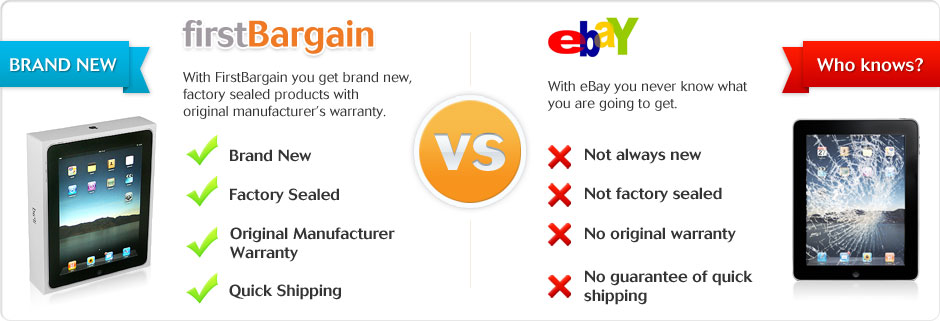 BRAND NEW
firstBargain
With FirstBargain you get brand new,
factory sealed products with
original manufacturer's warranty.
Brand New
Factory Sealed
Original Manufacturer
Warranty
Quick Shipping
VS
ebaY
Who knows?
With eBay you never know what
you are going to get.
Not always new
Not factory sealed
No original warranty
No guarantee of quick
shipping